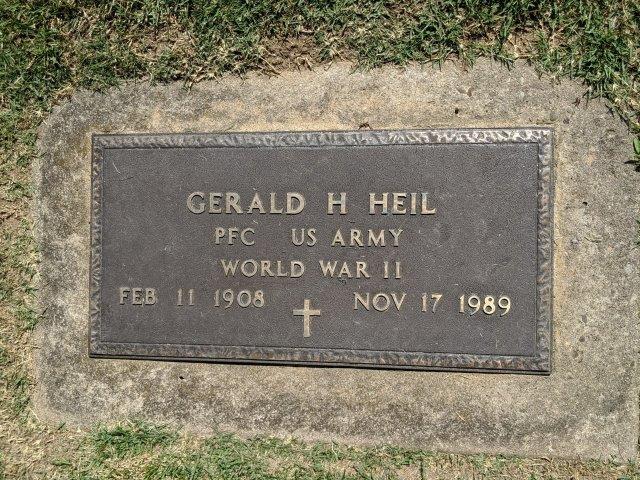 GERALD H HEIL
PFC US ARMY
WORLD WAR II
FEB 11 1908 NOV 17 1989